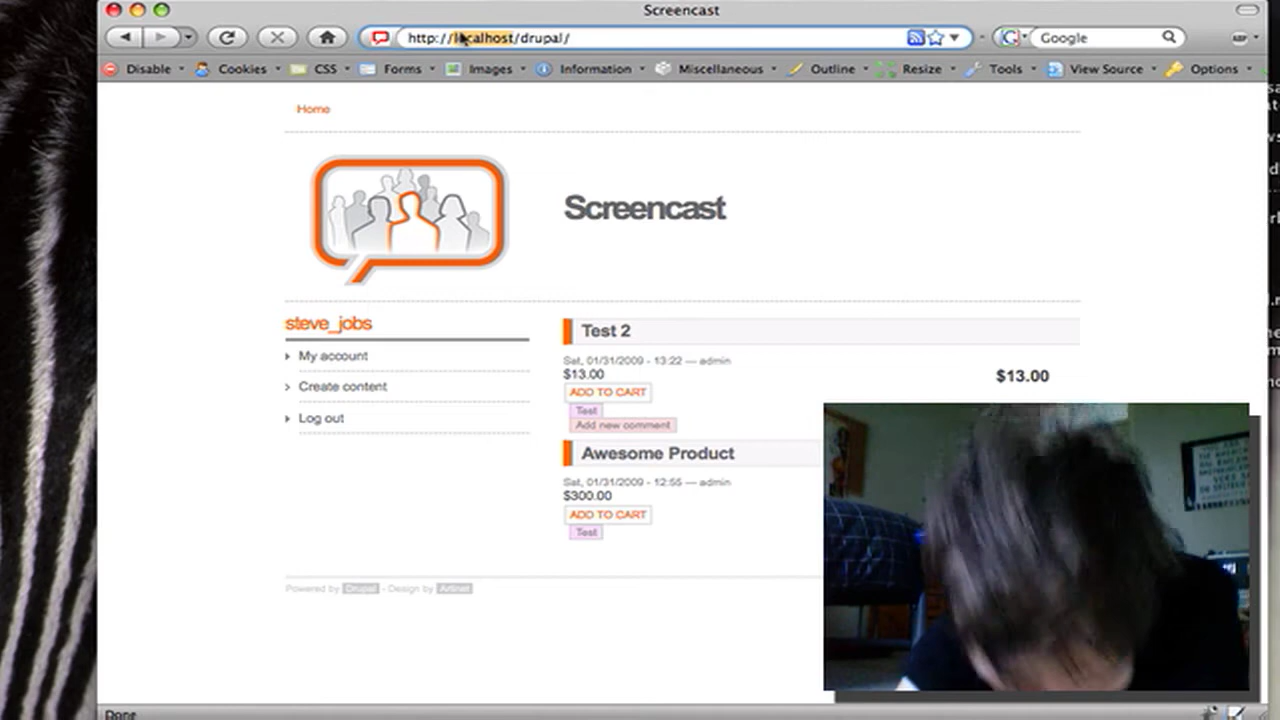 Screencast
http://localhost/drupal/
Google
Disable Cookies CSS Forms Images Information Miscellaneous Outline Resize Tools View Source Options
Home
Screencast
steve_jobs
My account
Create content
Log out
Test 2
Sat, 01/31/2009 - 13:22 — admin
$13.00
$13.00
ADD TO CART
Test
Add new comment
Awesome Product
Sat, 01/31/2009 - 12:55 — admin
$300.00
ADD TO CART
Test
Powered by Drupal - Design by Artinet
Done